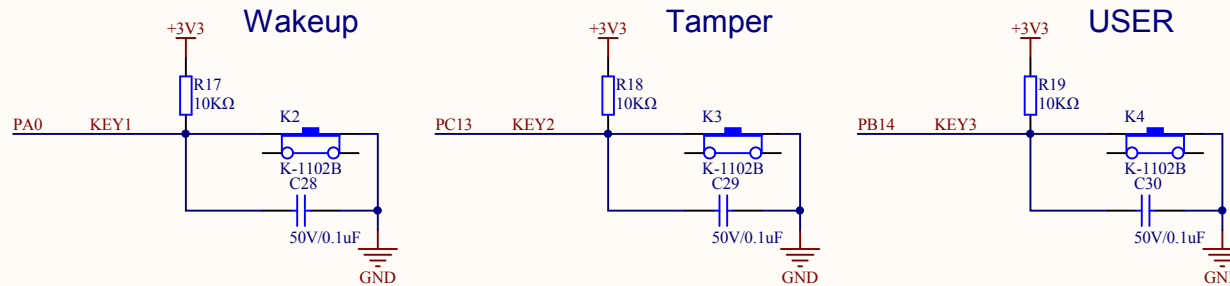 Wakeup
+3V3
R17
10KΩ
PA0
KEY1
K2
K-1102B
C28
50V/0.1uF
GND
Tamper
+3V3
R18
10KΩ
PC13
KEY2
K3
K-1102B
C29
50V/0.1uF
GND
USER
+3V3
R19
10KΩ
PB14
KEY3
K4
K-1102B
C30
50V/0.1uF
GND